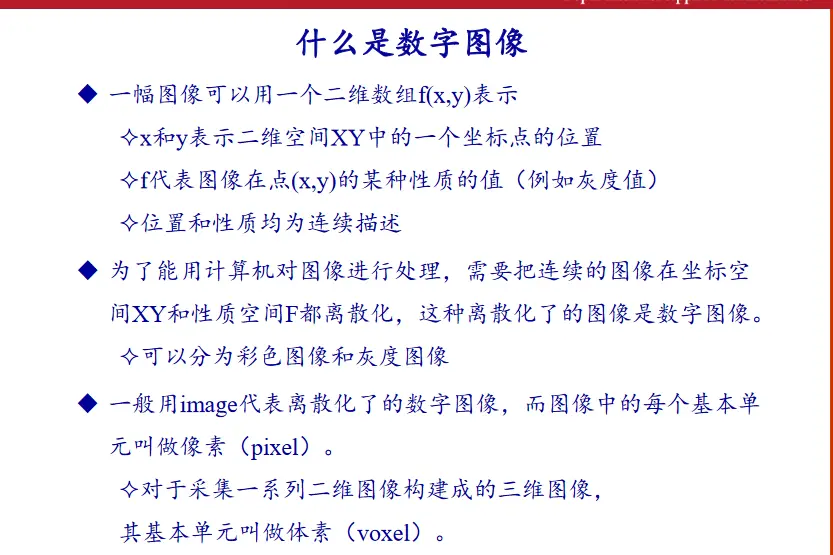 什么是数字图像
◆ 一幅图像可以用一个二维数组f(x,y)表示
✧x和y表示二维空间XY中的一个坐标点的位置
✧f代表图像在点(x,y)的某种性质的值（例如灰度值）
✧位置和性质均为连续描述
◆ 为了能用计算机对图像进行处理，需要把连续的图像在坐标空
间XY和性质空间F都离散化，这种离散化了的图像是数字图像。
✧可以分为彩色图像和灰度图像
◆ 一般用image代表离散化了的数字图像，而图像中的每个基本单
元叫做像素（pixel）。
✧对于采集一系列二维图像构建成的三维图像，
其基本单元叫做体素（voxel）。